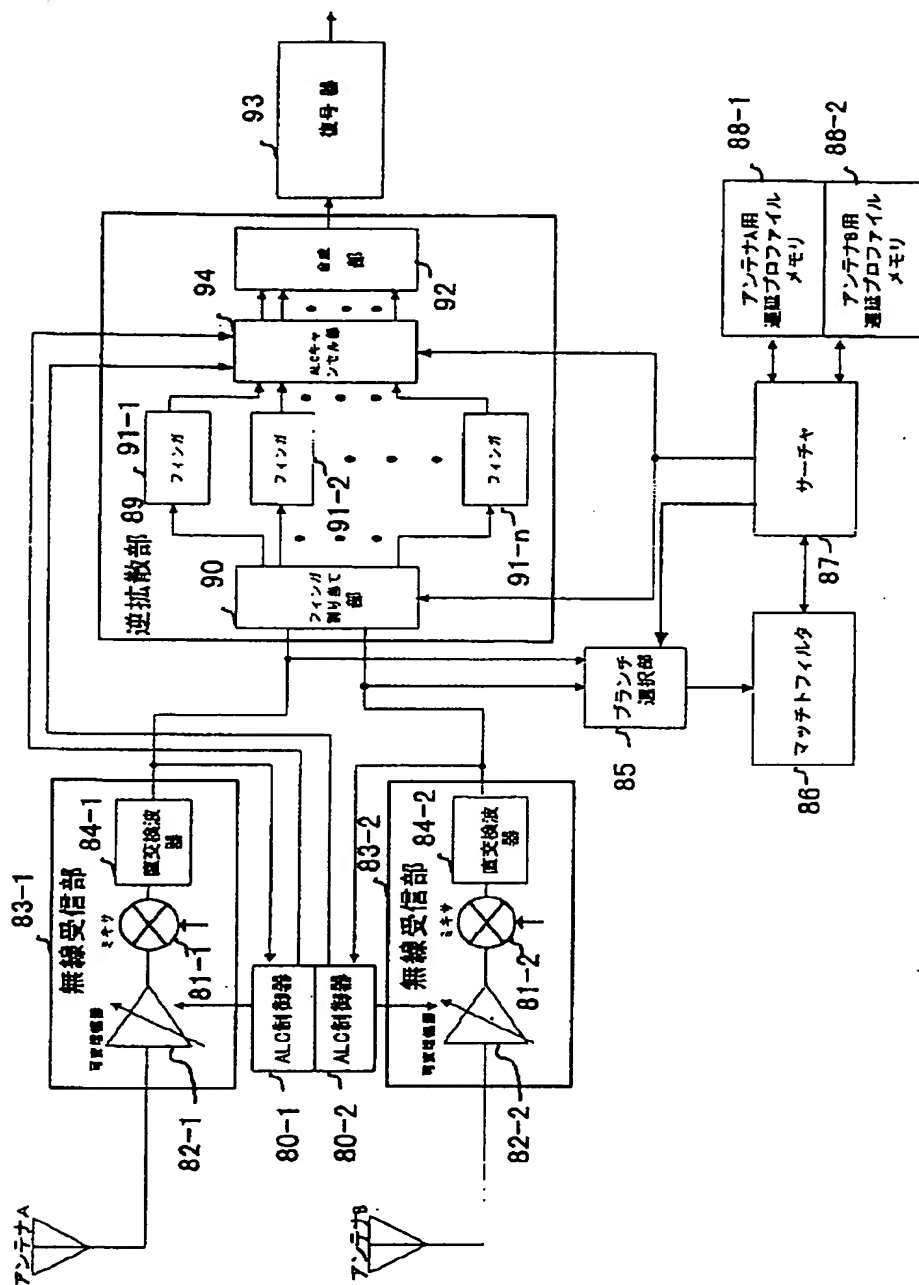 アンテナA
アンテナB
83-1
無線受信部
可変増幅器
82-1
ミキサ
81-1
84-1
直交検波
器
80-1
ALC制御器
80-2
ALC制御器
83-2
無線受信部
可変増幅器
82-2
ミキサ
81-2
84-2
直交検波
器
逆拡散部
89
90
フィンガ
割り当て
部
91-1
フィンガ
91-2
フィンガ
91-n
フィンガ
94
ALCキャ
ンセル部
合成
部
92
93
復号器
85
ブランチ
選択部
86
マッチトフィルタ
87
サーチャ
88-1
アンテナA用
遅延プロファイル
メモリ
88-2
アンテナB用
遅延プロファイル
メモリ